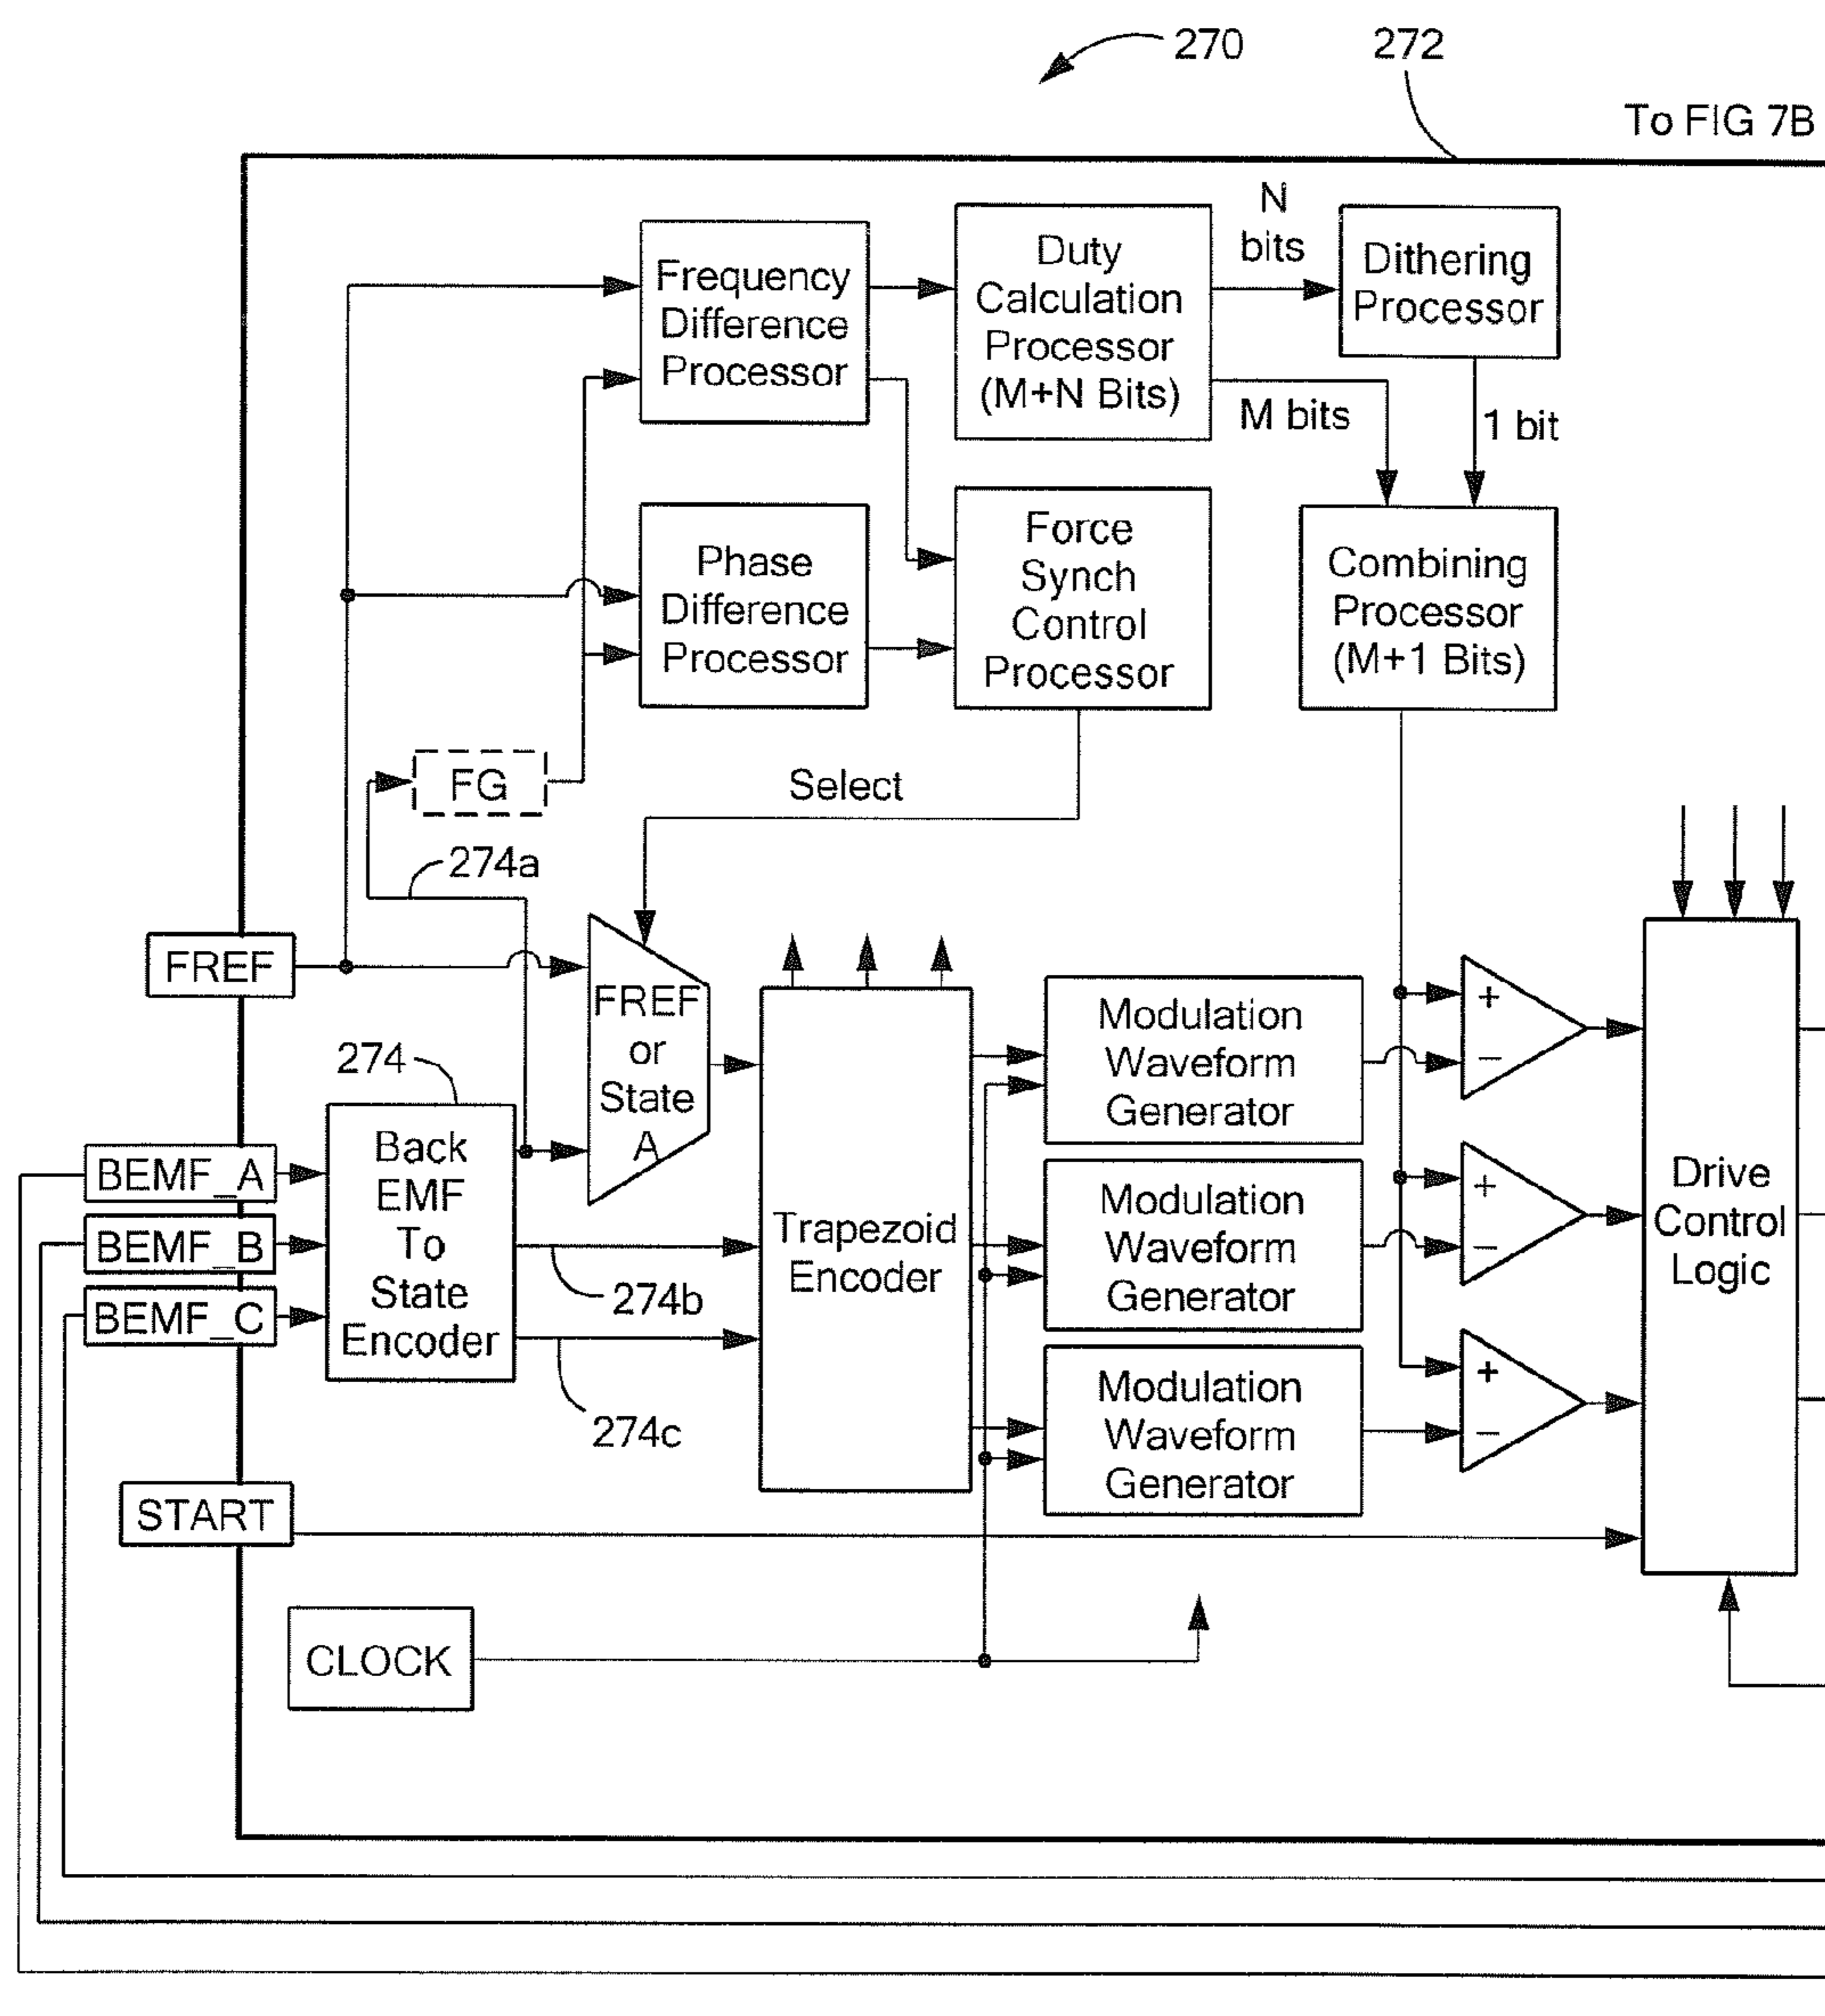 270
272
To FIG 7B
Frequency
Difference
Processor
Duty
Calculation
Processor
(M+N Bits)
N
bits
Dithering
Processor
M bits
1 bit
Phase
Difference
Processor
Force
Synch
Control
Processor
Combining
Processor
(M+1 Bits)
FG
Select
274a
FREF
FREF
or
State
A
274
Back
EMF
To
State
Encoder
BEMF_A
BEMF_B
BEMF_C
274b
274c
Trapezoid
Encoder
Modulation
Waveform
Generator
Modulation
Waveform
Generator
Modulation
Waveform
Generator
+
−
+
−
+
−
Drive
Control
Logic
START
CLOCK